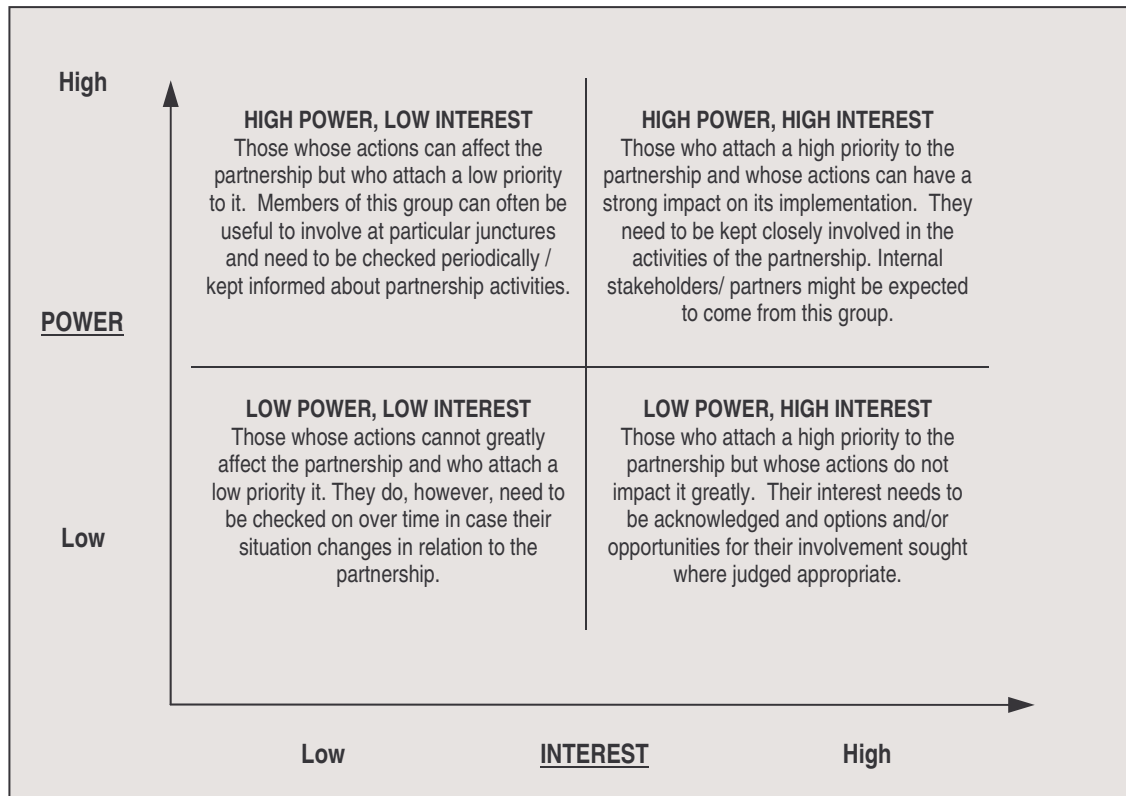 High
HIGH POWER, LOW INTEREST
Those whose actions can affect the
partnership but who attach a low priority
to it. Members of this group can often be
useful to involve at particular junctures
and need to be checked periodically /
kept informed about partnership activities.
HIGH POWER, HIGH INTEREST
Those who attach a high priority to the
partnership and whose actions can have a
strong impact on its implementation. They
need to be kept closely involved in the
activities of the partnership. Internal
stakeholders/ partners might be expected
to come from this group.
POWER
LOW POWER, LOW INTEREST
Those whose actions cannot greatly
affect the partnership and who attach a
low priority it. They do, however, need to
be checked on over time in case their
situation changes in relation to the
partnership.
LOW POWER, HIGH INTEREST
Those who attach a high priority to the
partnership but whose actions do not
impact it greatly. Their interest needs to
be acknowledged and options and/or
opportunities for their involvement sought
where judged appropriate.
Low
Low
INTEREST
High